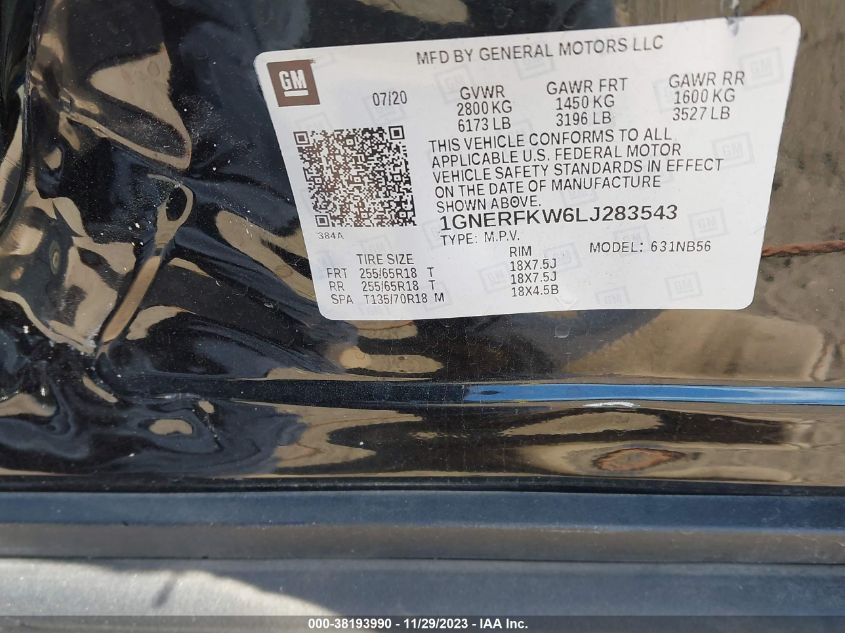 MFD BY GENERAL MOTORS LLC
GM
07/20
GVWR GAWR FRT GAWR RR
2800 KG 1450 KG 1600 KG
6173 LB 3196 LB 3527 LB
THIS VEHICLE CONFORMS TO ALL
APPLICABLE U.S. FEDERAL MOTOR
VEHICLE SAFETY STANDARDS IN EFFECT
ON THE DATE OF MANUFACTURE
SHOWN ABOVE.
384A
1GNERFKW6LJ283543
TYPE: M.P.V. MODEL: 631NB56
TIRE SIZE RIM
FRT 255/65R18 T 18X7.5J
RR 255/65R18 T 18X7.5J
SPA T135/70R18 M 18X4.5B
000-38193990 - 11/29/2023 - IAA Inc.